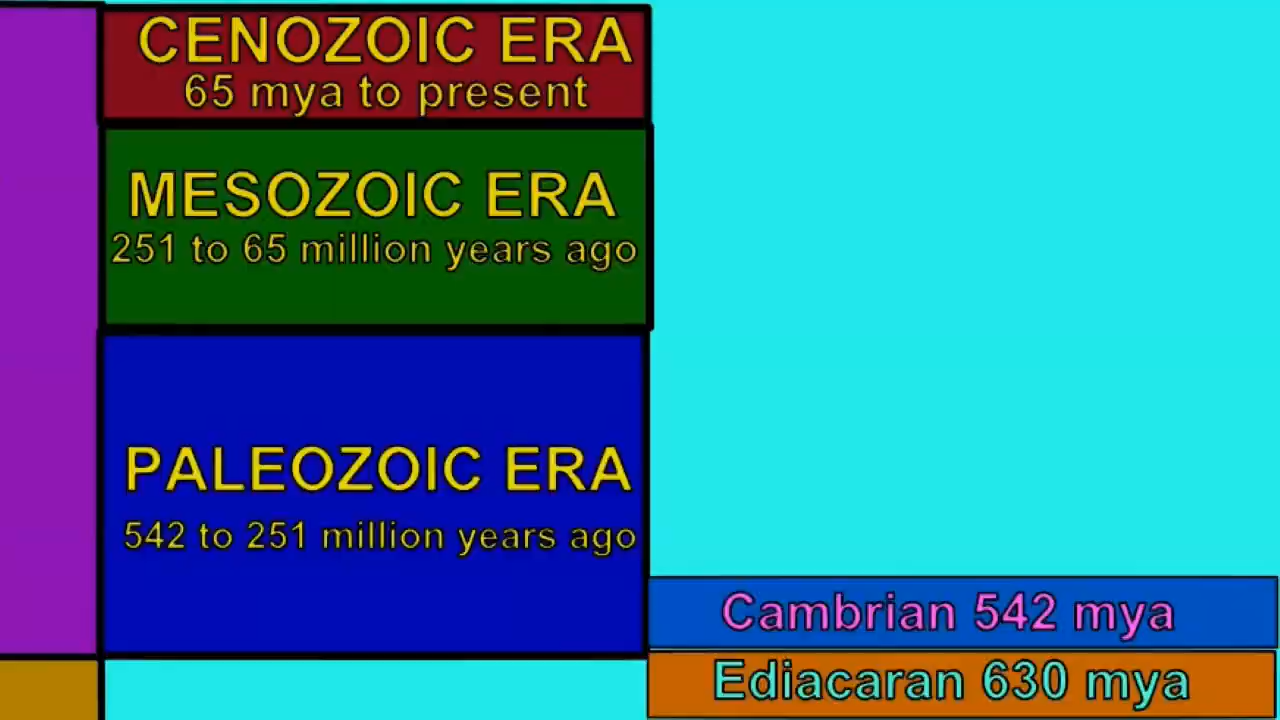 CENOZOIC ERA
65 mya to present
MESOZOIC ERA
251 to 65 million years ago
PALEOZOIC ERA
542 to 251 million years ago
Cambrian 542 mya
Ediacaran 630 mya